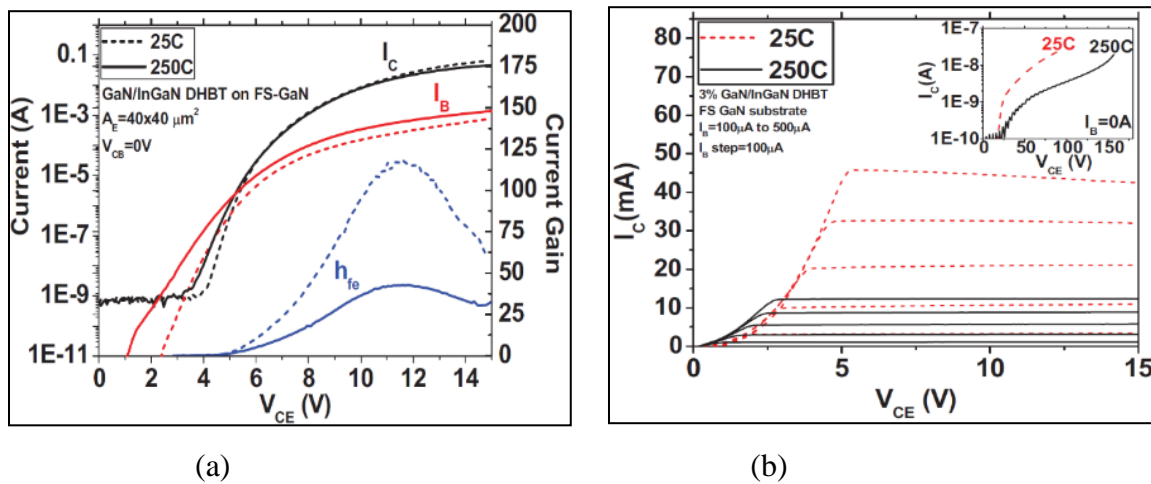 (a)
200
175
150
125
100
75
50
25
0
Current Gain
0.1
1E-3
1E-5
1E-7
1E-9
1E-11
Current (A)
25C
250C
GaN/InGaN DHBT on FS-GaN
A_E=40x40 μm²
V_CB=0V
I_C
I_B
h_fe
0 2 4 6 8 10 12 14
V_CE (V)
(a)
(b)
80
70
60
50
40
30
20
10
0
I_C(mA)
25C
250C
3% GaN/InGaN DHBT
FS GaN substrate
I_B=100μA to 500μA
I_B step=100μA
1E-7
1E-8
1E-9
1E-10
I_C(A)
25C 250C
I_B=0A
0 50 100 150
V_CE (V)
0 5 10 15
V_CE (V)
(b)